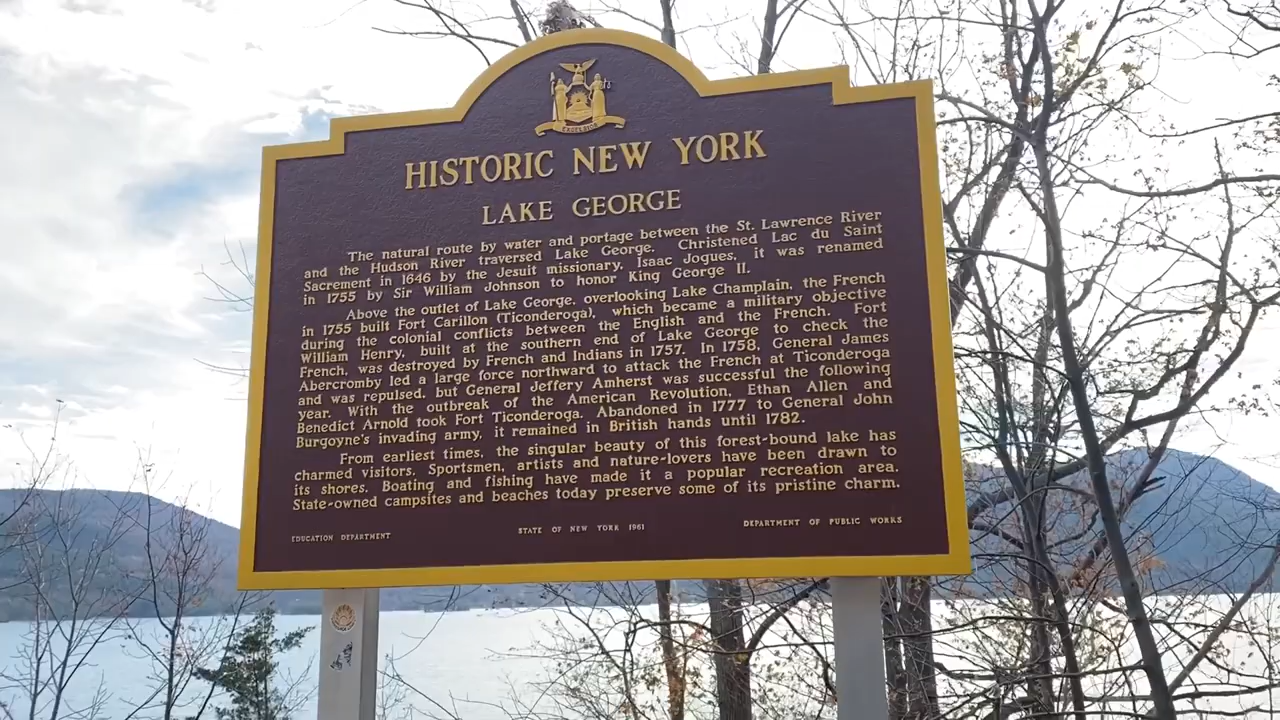 EXCELSIOR
HISTORIC NEW YORK
LAKE GEORGE
The natural route by water and portage between the St. Lawrence River
and the Hudson River traversed Lake George. Christened Lac du Saint
Sacrement in 1646 by the Jesuit missionary, Isaac Jogues, it was renamed
in 1755 by Sir William Johnson to honor King George II.
Above the outlet of Lake George, overlooking Lake Champlain, the French
in 1755 built Fort Carillon (Ticonderoga), which became a military objective
during the colonial conflicts between the English and the French. Fort
William Henry, built at the southern end of Lake George to check the
French, was destroyed by French and Indians in 1757. In 1758, General James
Abercromby led a large force northward to attack the French at Ticonderoga
and was repulsed, but General Jeffery Amherst was successful the following
year. With the outbreak of the American Revolution, Ethan Allen and
Benedict Arnold took Fort Ticonderoga. Abandoned in 1777 to General John
Burgoyne's invading army, it remained in British hands until 1782.
From earliest times, the singular beauty of this forest-bound lake has
charmed visitors. Sportsmen, artists and nature-lovers have been drawn to
its shores. Boating and fishing have made it a popular recreation area.
State-owned campsites and beaches today preserve some of its pristine charm.
EDUCATION DEPARTMENT STATE OF NEW YORK 1961 DEPARTMENT OF PUBLIC WORKS